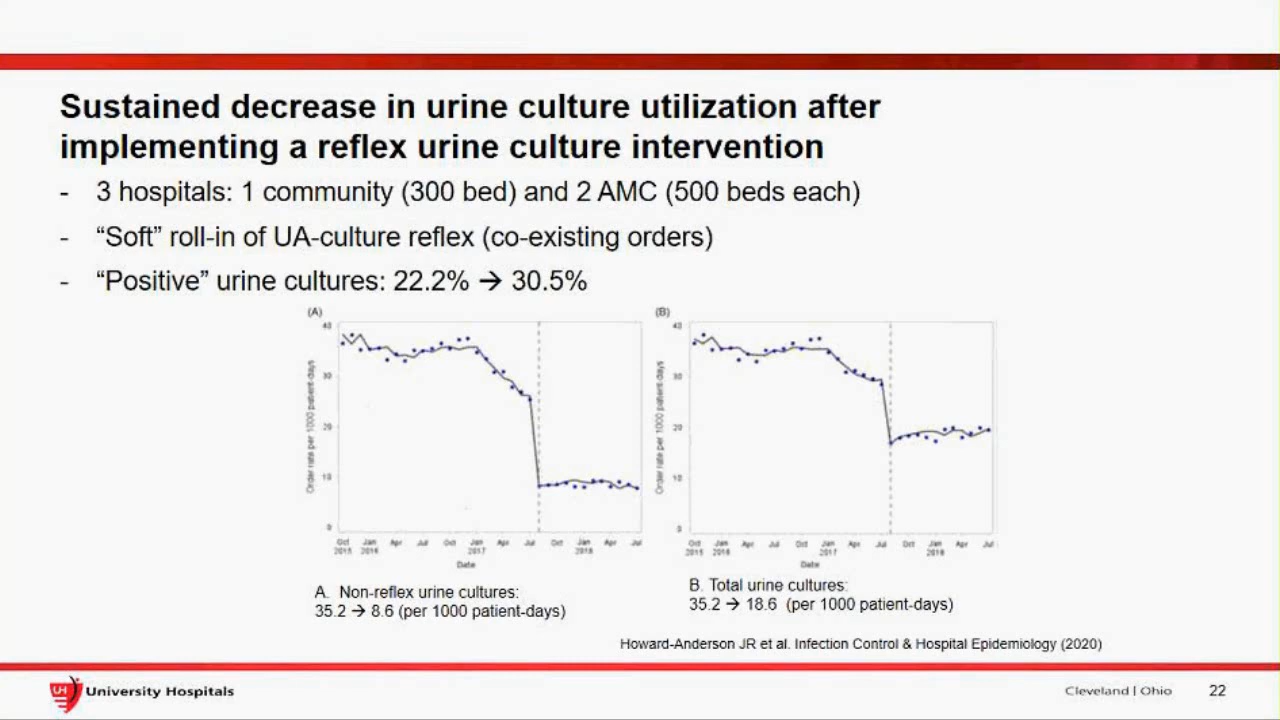 Sustained decrease in urine culture utilization after
implementing a reflex urine culture intervention
- 3 hospitals: 1 community (300 bed) and 2 AMC (500 beds each)
- “Soft” roll-in of UA-culture reflex (co-existing orders)
- “Positive” urine cultures: 22.2% → 30.5%
(A)
40
30
20
10
0
Order rate per 1000 patient-days
Oct 2015 Jan 2016 Apr Jul Oct Jan 2017 Apr Jul Oct Jan 2018 Apr Jul
Date
(B)
40
30
20
10
0
Order rate per 1000 patient-days
Oct 2015 Jan 2016 Apr Jul Oct Jan 2017 Apr Jul Oct Jan 2018 Apr Jul
Date
A. Non-reflex urine cultures:
35.2 → 8.6 (per 1000 patient-days)
B. Total urine cultures:
35.2 → 18.6 (per 1000 patient-days)
Howard-Anderson JR et al. Infection Control & Hospital Epidemiology (2020)
UH University Hospitals
Cleveland | Ohio 22